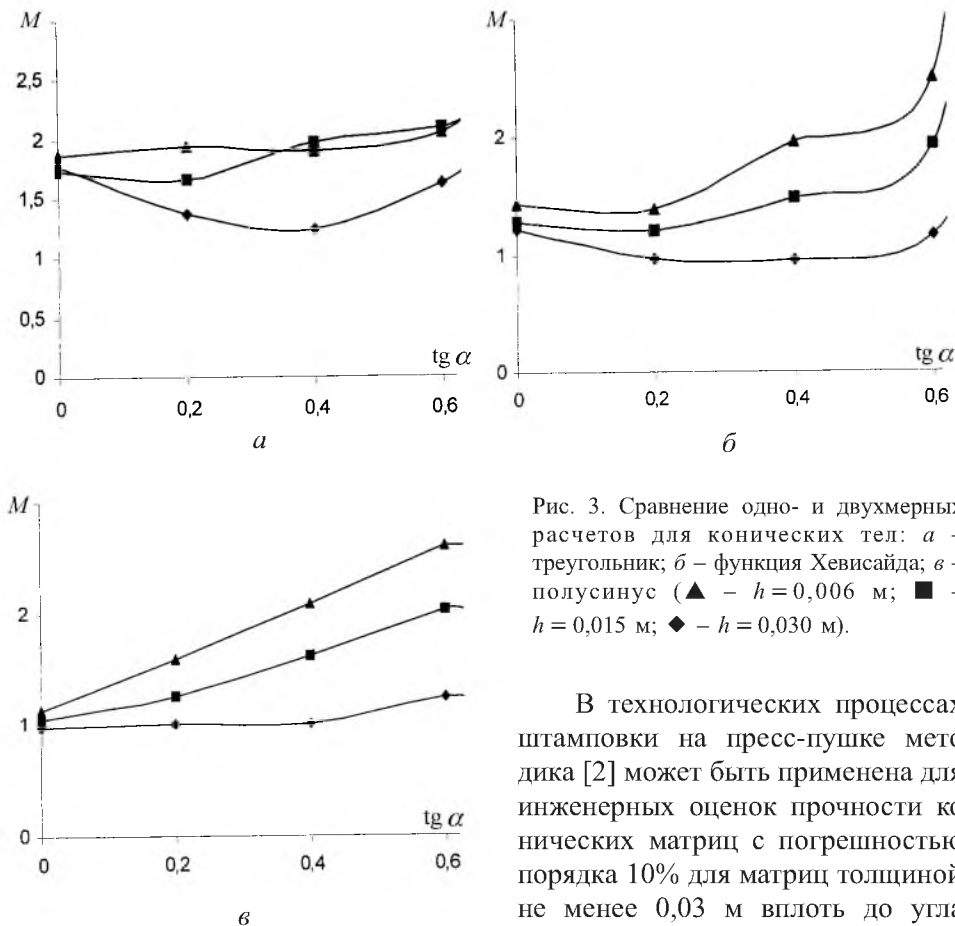 M
2,5
2
1,5
1
0,5
0
tg α
0
0,2
0,4
0,6
а
M
2
1
0
tg α
0
0,2
0,4
0,6
б
M
2
1
0
tg α
0
0,2
0,4
0,6
в
Рис. 3. Сравнение одно- и двухмерных
расчетов для конических тел: а –
треугольник; б – функция Хевисайда; в –
полусинус (▲ – h = 0,006 м; ■ –
h = 0,015 м; ◆ – h = 0,030 м).
В технологических процессах
штамповки на пресс-пушке мето
дика [2] может быть применена для
инженерных оценок прочности ко
нических матриц с погрешностью
порядка 10% для матриц толщиной
не менее 0,03 м вплоть до угла